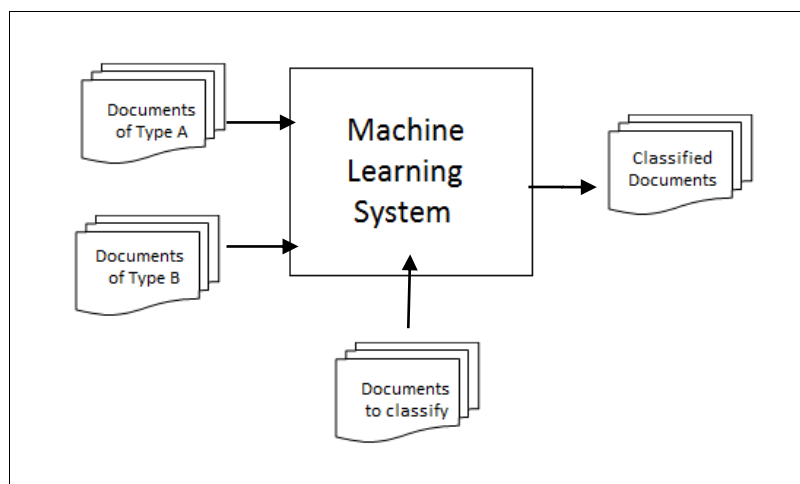 Documents
of Type A
Machine
Learning
System
Classified
Documents
Documents
of Type B
Documents
to classify